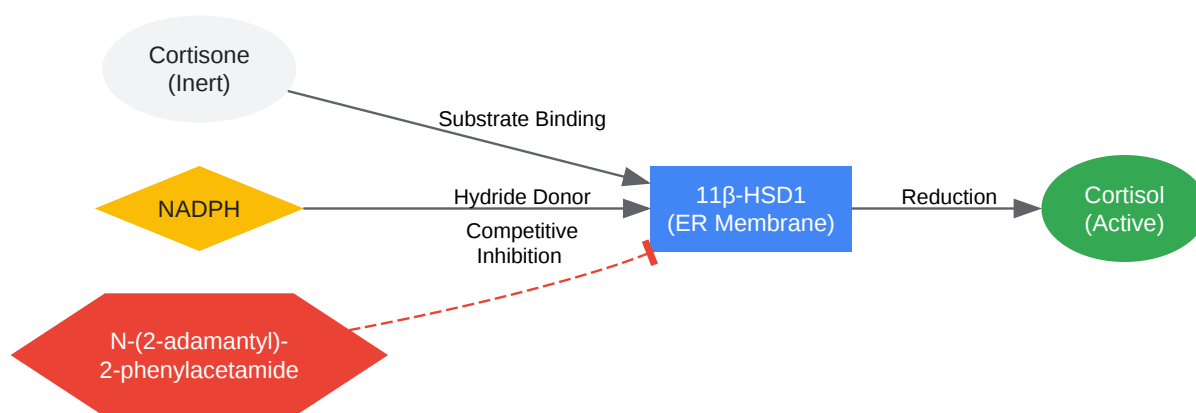 Cortisone
(Inert)
Substrate Binding
NADPH
Hydride Donor
11β-HSD1
(ER Membrane)
Reduction
Cortisol
(Active)
Competitive
Inhibition
N-(2-adamantyl)-
2-phenylacetamide